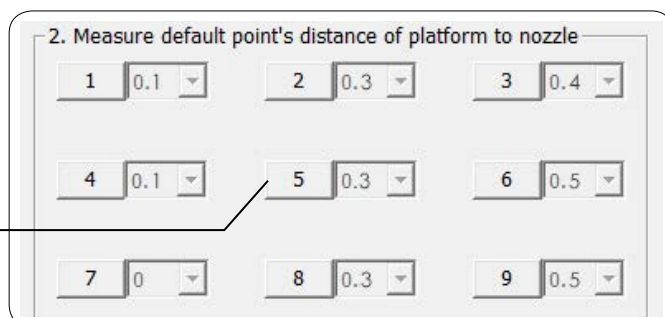 2. Measure default point's distance of platform to nozzle
1 0.1 2 0.3 3 0.4
4 0.1 5 0.3 6 0.5
7 0 8 0.3 9 0.5